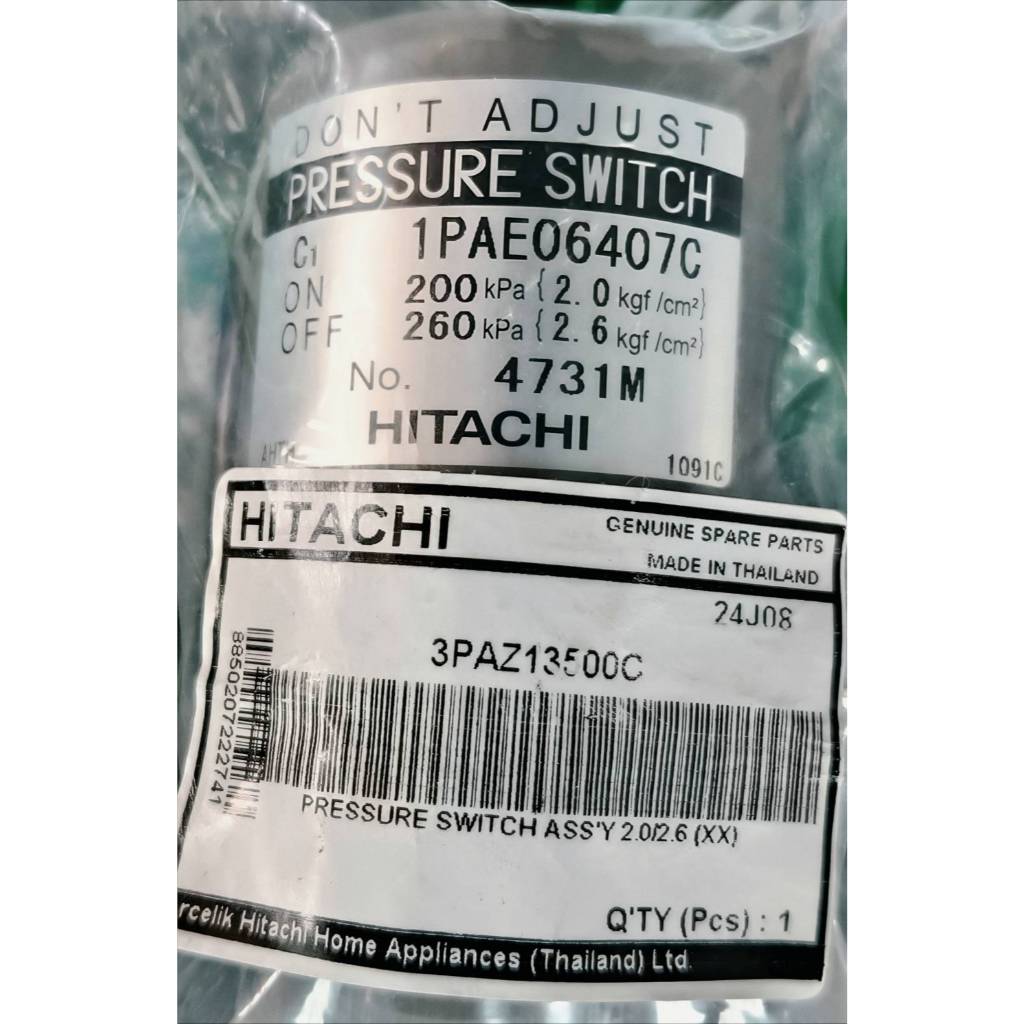 DON'T ADJUST
PRESSURE SWITCH
C1 1PAE06407C
ON 200 kPa { 2.0 kgf/cm²}
OFF 260 kPa { 2.6 kgf/cm²}
No. 4731M
HITACHI
1091C
HITACHI GENUINE SPARE PARTS
MADE IN THAILAND
24J08
3PAZ13500C
8850207222741
PRESSURE SWITCH ASS'Y 2.0/2.6 (XX)
Q'TY (Pcs) : 1
rcelik Hitachi Home Appliances (Thailand) Ltd.